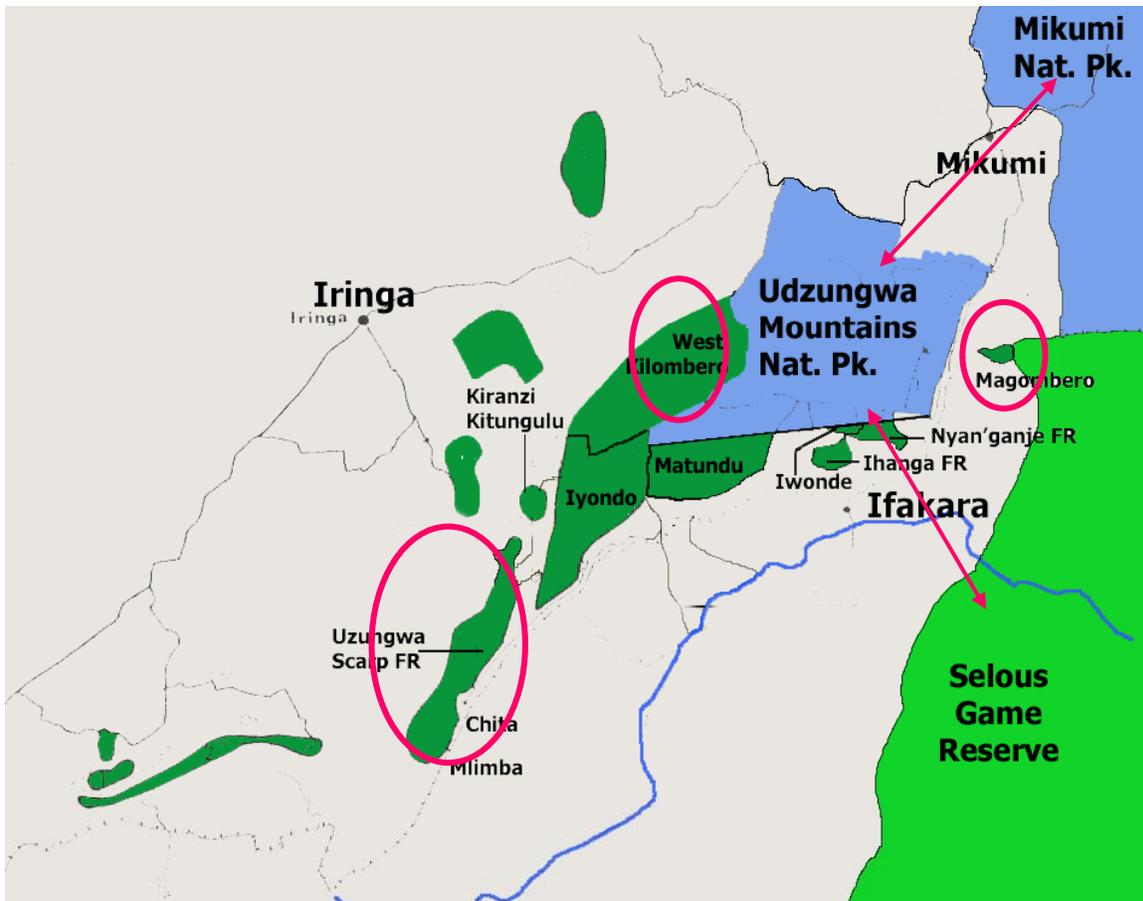 Mikumi
Nat. Pk.
Mikumi
Iringa
Iringa
Udzungwa
Mountains
Nat. Pk.
West
Kilombero
Magombero
Kiranzi
Kitungulu
Nyan'ganje FR
Matundu
Ihanga FR
Iwonde
Iyondo
Ifakara
Uzungwa
Scarp FR
Selous
Game
Reserve
Chita
Mlimba